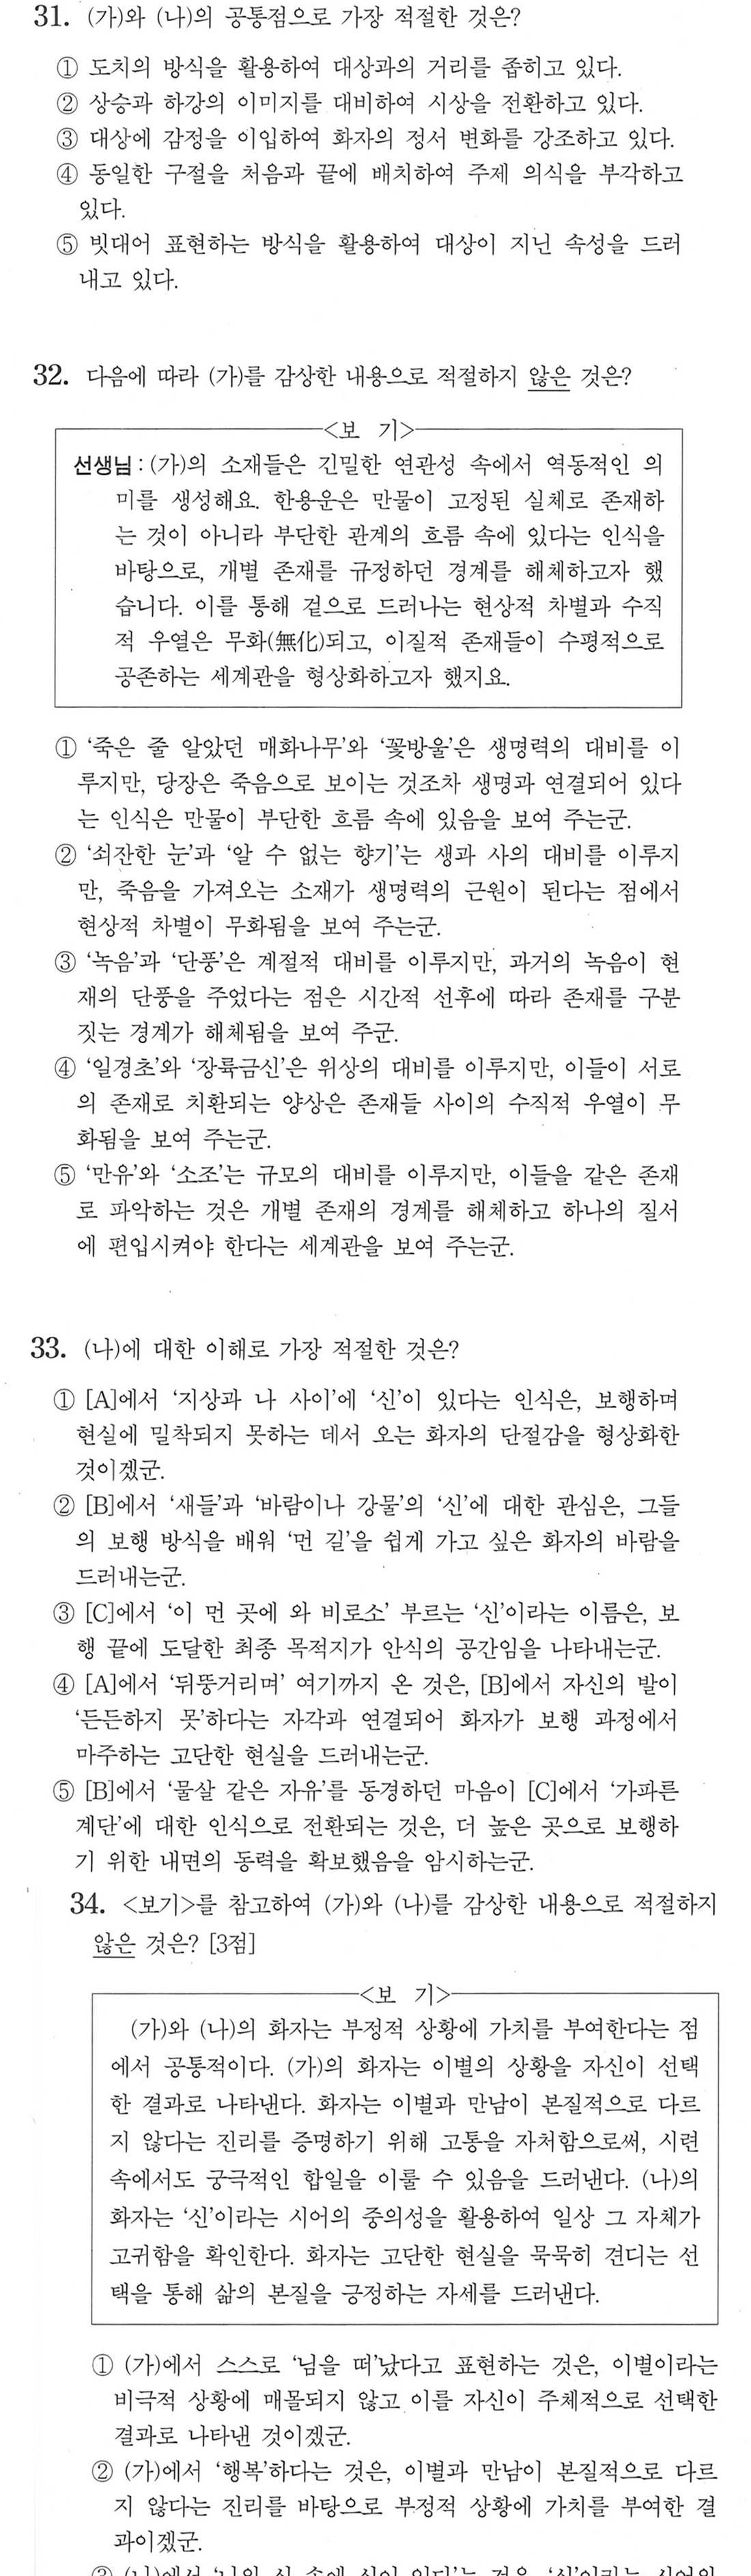 31. (가)와 (나)의 공통점으로 가장 적절한 것은?
① 도치의 방식을 활용하여 대상과의 거리를 좁히고 있다.
② 상승과 하강의 이미지를 대비하여 시상을 전환하고 있다.
③ 대상에 감정을 이입하여 화자의 정서 변화를 강조하고 있다.
④ 동일한 구절을 처음과 끝에 배치하여 주제 의식을 부각하고
있다.
⑤ 빗대어 표현하는 방식을 활용하여 대상이 지닌 속성을 드러
내고 있다.
32. 다음에 따라 (가)를 감상한 내용으로 적절하지 않은 것은?
<보 기>
선생님 : (가)의 소재들은 긴밀한 연관성 속에서 역동적인 의
미를 생성해요. 한용운은 만물이 고정된 실체로 존재하
는 것이 아니라 부단한 관계의 흐름 속에 있다는 인식을
바탕으로, 개별 존재를 규정하던 경계를 해체하고자 했
습니다. 이를 통해 겉으로 드러나는 현상적 차별과 수직
적 우열은 무화(無化)되고, 이질적 존재들이 수평적으로
공존하는 세계관을 형상화하고자 했지요.
① ‘죽은 줄 알았던 매화나무’와 ‘꽃방울’은 생명력의 대비를 이
루지만, 당장은 죽음으로 보이는 것조차 생명과 연결되어 있다
는 인식은 만물이 부단한 흐름 속에 있음을 보여 주는군.
② ‘쇠잔한 눈’과 ‘알 수 없는 향기’는 생과 사의 대비를 이루지
만, 죽음을 가져오는 소재가 생명력의 근원이 된다는 점에서
현상적 차별이 무화됨을 보여 주는군.
③ ‘녹음’과 ‘단풍’은 계절적 대비를 이루지만, 과거의 녹음이 현
재의 단풍을 주었다는 점은 시간적 선후에 따라 존재를 구분
짓는 경계가 해체됨을 보여 주군.
④ ‘일경초’와 ‘장륙금신’은 위상의 대비를 이루지만, 이들이 서로
의 존재로 치환되는 양상은 존재들 사이의 수직적 우열이 무
화됨을 보여 주는군.
⑤ ‘만유’와 ‘소조’는 규모의 대비를 이루지만, 이들을 같은 존재
로 파악하는 것은 개별 존재의 경계를 해체하고 하나의 질서
에 편입시켜야 한다는 세계관을 보여 주는군.
33. (나)에 대한 이해로 가장 적절한 것은?
① [A]에서 ‘지상과 나 사이’에 ‘신’이 있다는 인식은, 보행하며
현실에 밀착되지 못하는 데서 오는 화자의 단절감을 형상화한
것이겠군.
② [B]에서 ‘새들’과 ‘바람이나 강물’의 ‘신’에 대한 관심은, 그들
의 보행 방식을 배워 ‘먼 길’을 쉽게 가고 싶은 화자의 바람을
드러내는군.
③ [C]에서 ‘이 먼 곳에 와 비로소’ 부르는 ‘신’이라는 이름은, 보
행 끝에 도달한 최종 목적지가 안식의 공간임을 나타내는군.
④ [A]에서 ‘뒤뚱거리며’ 여기까지 온 것은, [B]에서 자신의 발이
‘든든하지 못’하다는 자각과 연결되어 화자가 보행 과정에서
마주하는 고단한 현실을 드러내는군.
⑤ [B]에서 ‘물살 같은 자유’를 동경하던 마음이 [C]에서 ‘가파른
계단’에 대한 인식으로 전환되는 것은, 더 높은 곳으로 보행하
기 위한 내면의 동력을 확보했음을 암시하는군.
34. <보기>를 참고하여 (가)와 (나)를 감상한 내용으로 적절하지
않은 것은? [3점]
<보 기>
(가)와 (나)의 화자는 부정적 상황에 가치를 부여한다는 점
에서 공통적이다. (가)의 화자는 이별의 상황을 자신이 선택
한 결과로 나타낸다. 화자는 이별과 만남이 본질적으로 다르
지 않다는 진리를 증명하기 위해 고통을 자처함으로써, 시련
속에서도 궁극적인 합일을 이룰 수 있음을 드러낸다. (나)의
화자는 ‘신’이라는 시어의 중의성을 활용하여 일상 그 자체가
고귀함을 확인한다. 화자는 고단한 현실을 묵묵히 견디는 선
택을 통해 삶의 본질을 긍정하는 자세를 드러낸다.
① (가)에서 스스로 ‘님을 떠’났다고 표현하는 것은, 이별이라는
비극적 상황에 매몰되지 않고 이를 자신이 주체적으로 선택한
결과로 나타낸 것이겠군.
② (가)에서 ‘행복’하다는 것은, 이별과 만남이 본질적으로 다르
지 않다는 진리를 바탕으로 부정적 상황에 가치를 부여한 결
과이겠군.